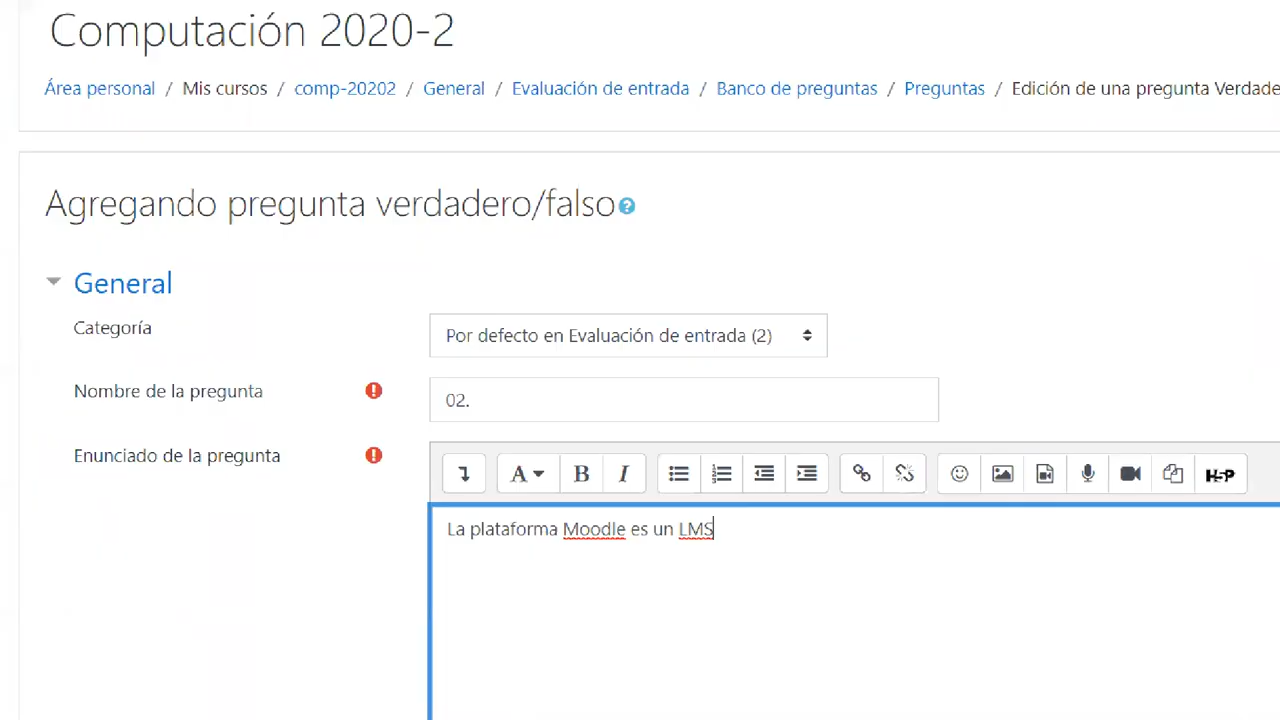 Computación 2020-2
Área personal / Mis cursos / comp-20202 / General / Evaluación de entrada / Banco de preguntas / Preguntas / Edición de una pregunta Verdade
Agregando pregunta verdadero/falso
General
Categoría
Por defecto en Evaluación de entrada (2)
Nombre de la pregunta
02.
Enunciado de la pregunta
A B I H5P
La plataforma Moodle es un LMS